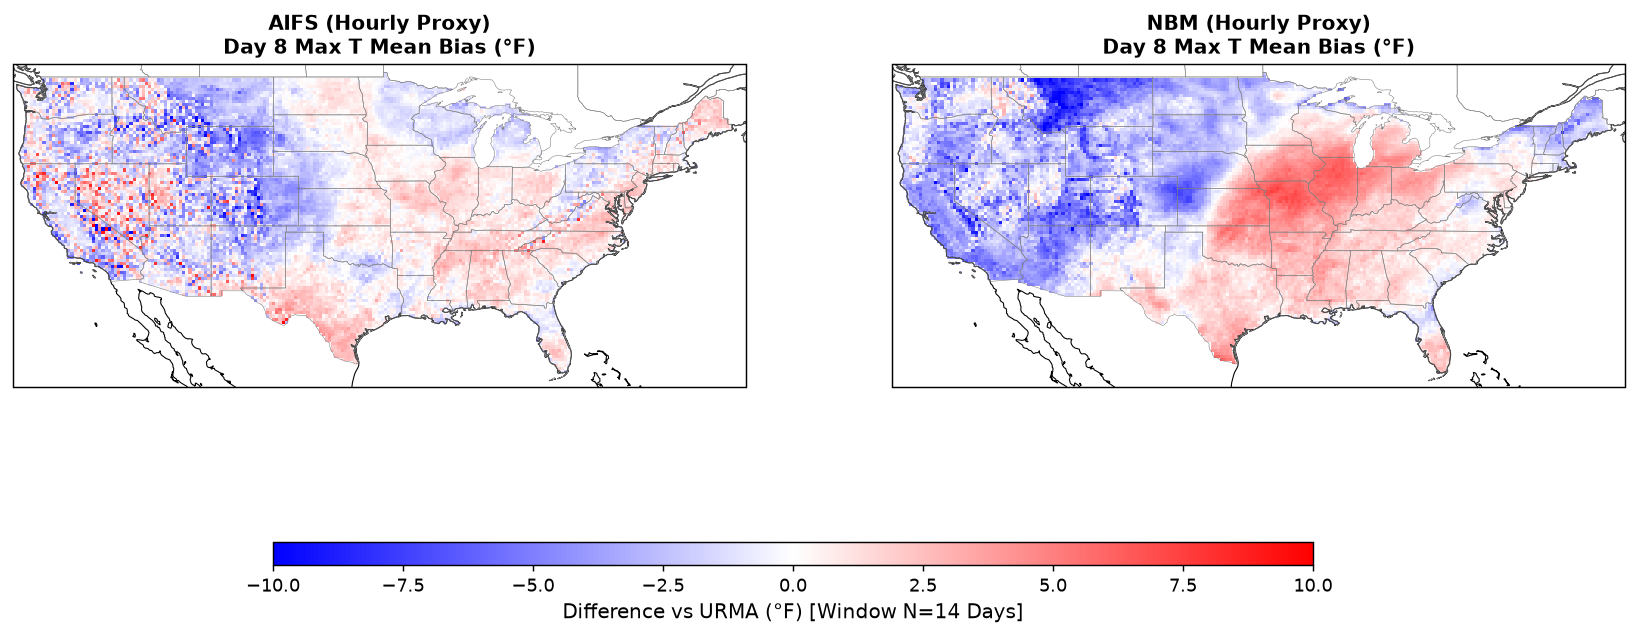 AIFS (Hourly Proxy)
Day 8 Max T Mean Bias (°F)
NBM (Hourly Proxy)
Day 8 Max T Mean Bias (°F)
−10.0 −7.5 −5.0 −2.5 0.0 2.5 5.0 7.5 10.0
Difference vs URMA (°F) [Window N=14 Days]